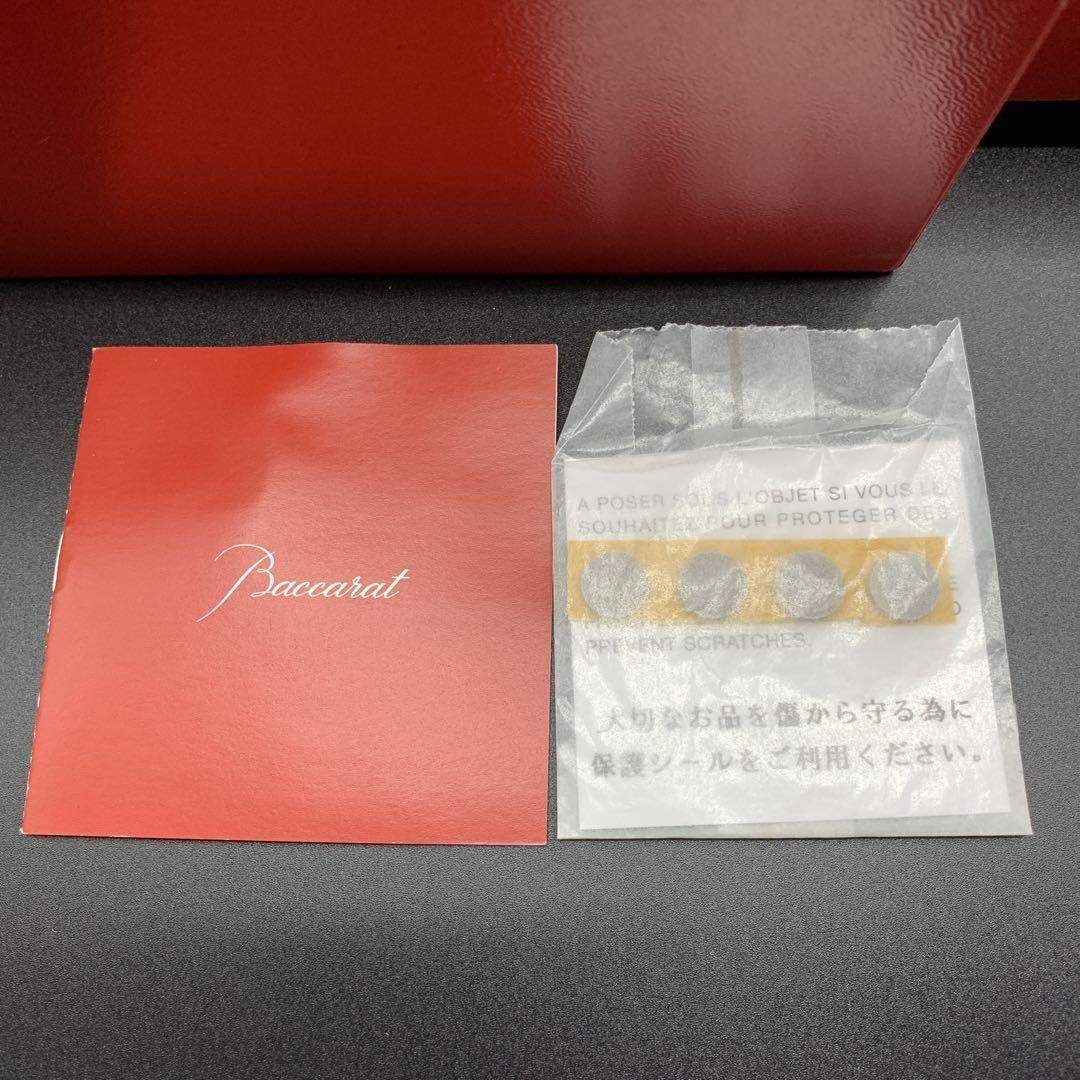 Baccarat
A POSER SOUS L'OBJET SI VOUS LE
SOUHAITEZ POUR PROTEGER DES
PREVENT SCRATCHES.
大切なお品を傷から守る為に
保護シールをご利用ください。